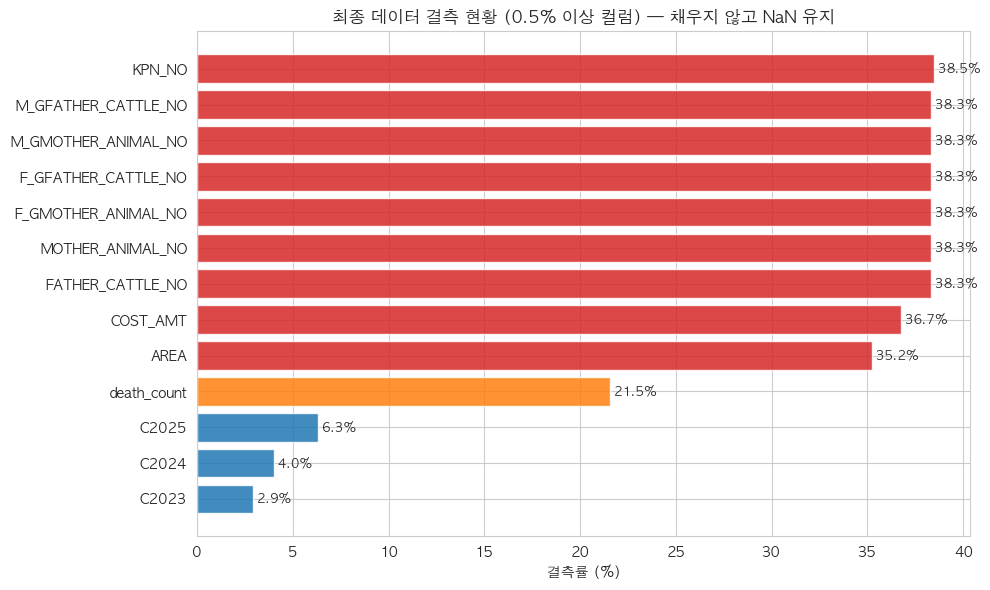 최종 데이터 결측 현황 (0.5% 이상 컬럼) — 채우지 않고 NaN 유지
KPN_NO 38.5%
M_GFATHER_CATTLE_NO 38.3%
M_GMOTHER_ANIMAL_NO 38.3%
F_GFATHER_CATTLE_NO 38.3%
F_GMOTHER_ANIMAL_NO 38.3%
MOTHER_ANIMAL_NO 38.3%
FATHER_CATTLE_NO 38.3%
COST_AMT 36.7%
AREA 35.2%
death_count 21.5%
C2025 6.3%
C2024 4.0%
C2023 2.9%
0 5 10 15 20 25 30 35 40
결측률 (%)